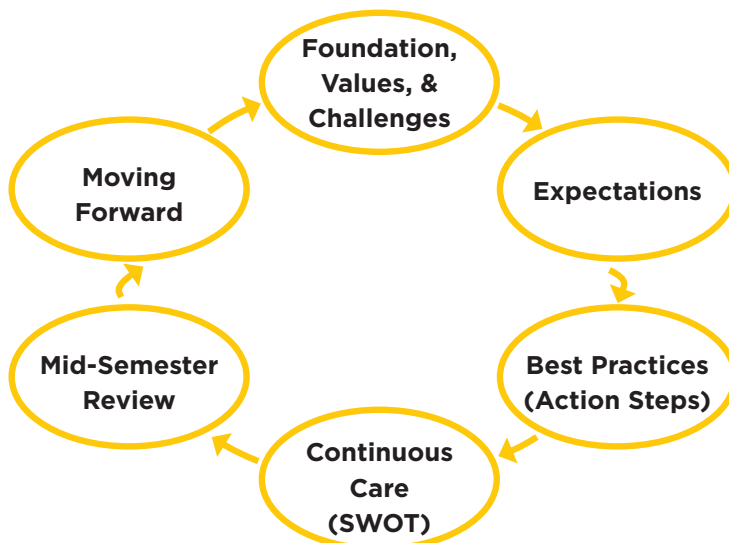 Foundation,
Values, &
Challenges
Expectations
Best Practices
(Action Steps)
Continuous
Care
(SWOT)
Mid-Semester
Review
Moving
Forward